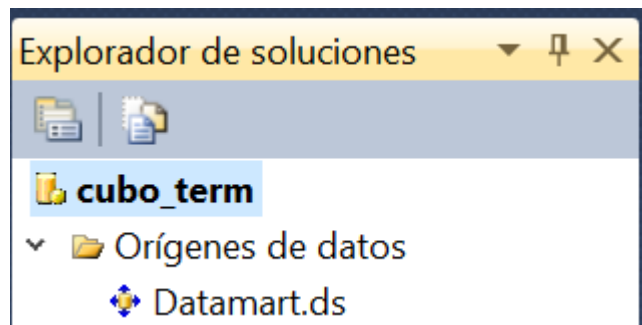 Explorador de soluciones
cubo_term
Orígenes de datos
Datamart.ds